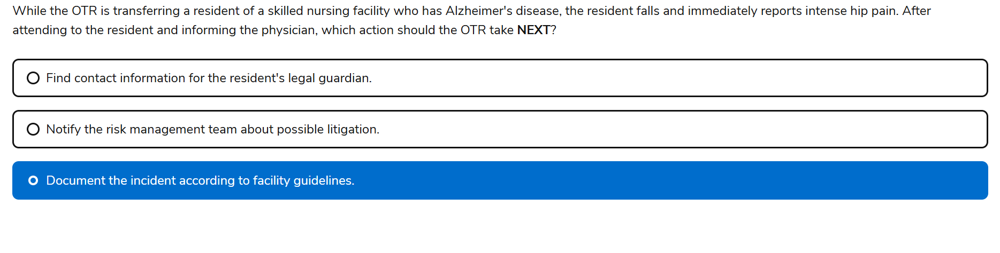 While the OTR is transferring a resident of a skilled nursing facility who has Alzheimer's disease, the resident falls and immediately reports intense hip pain. After
attending to the resident and informing the physician, which action should the OTR take NEXT?
Find contact information for the resident's legal guardian.
Notify the risk management team about possible litigation.
Document the incident according to facility guidelines.